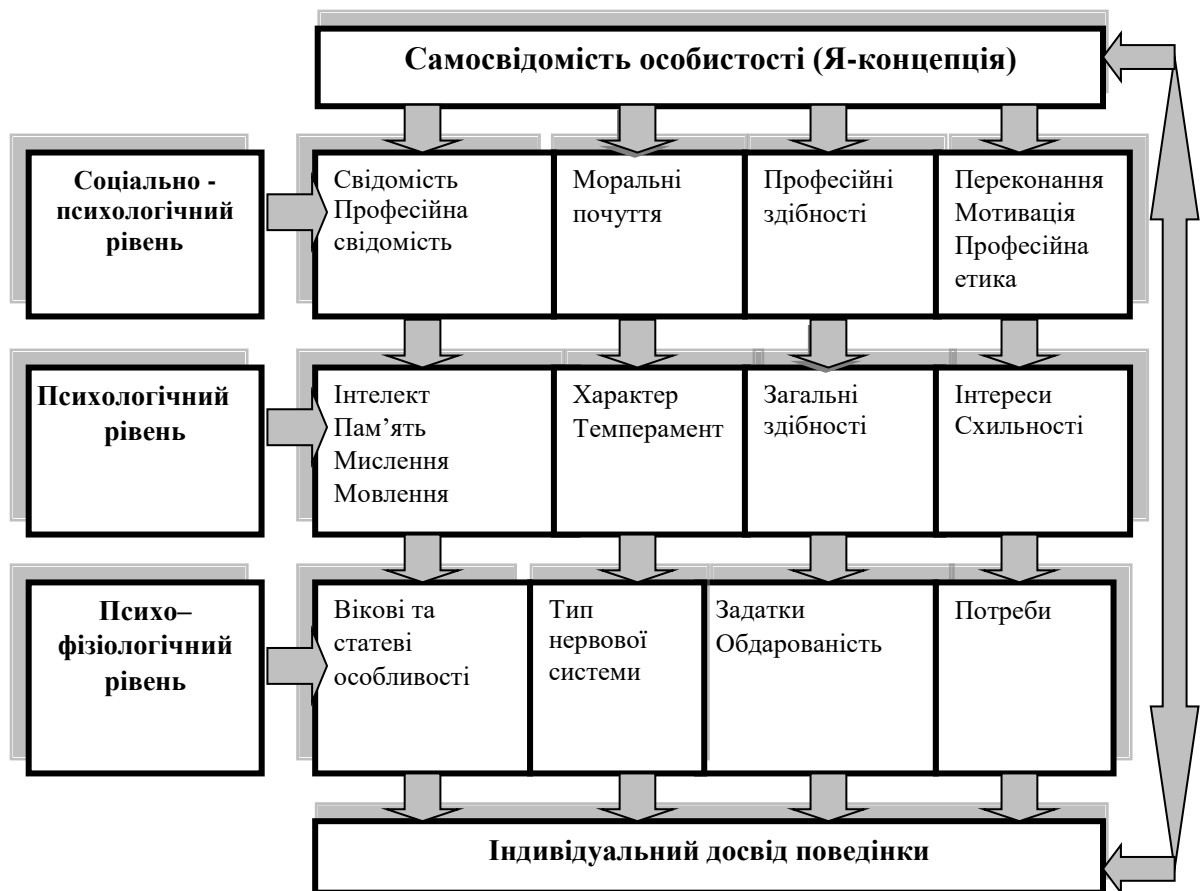 Самосвідомість особистості (Я-концепція)
Соціально -
психологічний
рівень
Свідомість
Професійна
свідомість
Моральні
почуття
Професійні
здібності
Переконання
Мотивація
Професійна
етика
Психологічний
рівень
Інтелект
Пам’ять
Мислення
Мовлення
Характер
Темперамент
Загальні
здібності
Інтереси
Схильності
Психо–
фізіологічний
рівень
Вікові та
статеві
особливості
Тип
нервової
системи
Задатки
Обдарованість
Потреби
Індивідуальний досвід поведінки